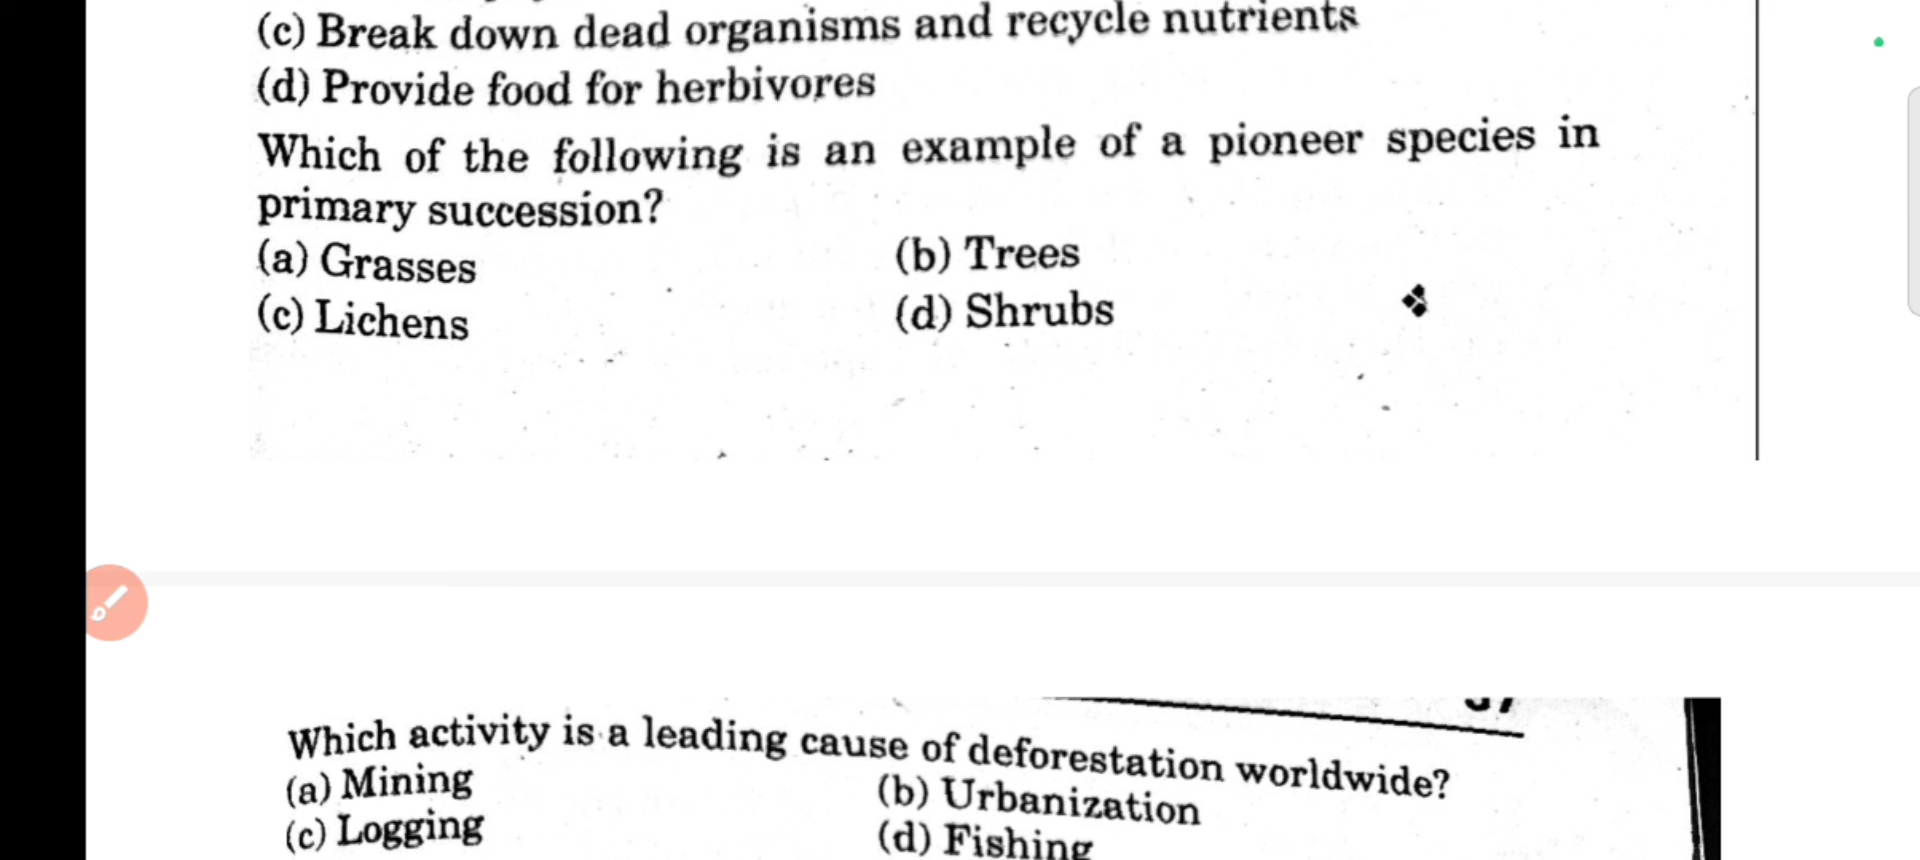 (c) Break down dead organisms and recycle nutrients
(d) Provide food for herbivores
Which of the following is an example of a pioneer species in
primary succession?
(a) Grasses
(b) Trees
(c) Lichens
(d) Shrubs
Which activity is a leading cause of deforestation worldwide?
(a) Mining
(b) Urbanization
(c) Logging
(d) Fishing